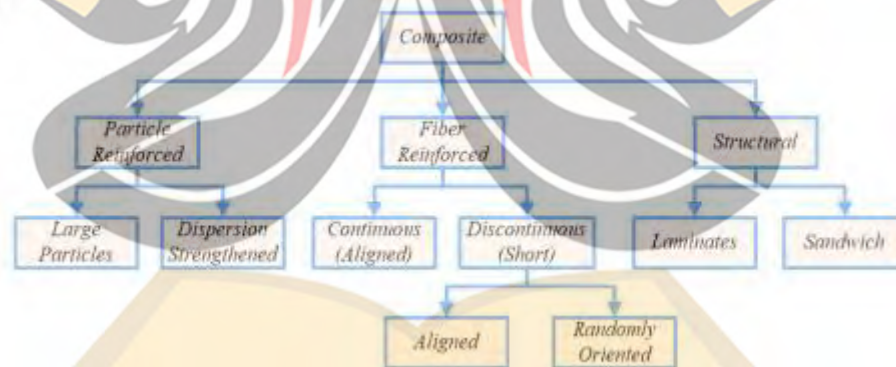 Composite
Particle
Reinforced
Fiber
Reinforced
Structural
Large
Particles
Dispersion
Strengthened
Continuous
(Aligned)
Discontinuous
(Short)
Laminates
Sandwich
Aligned
Randomly
Oriented